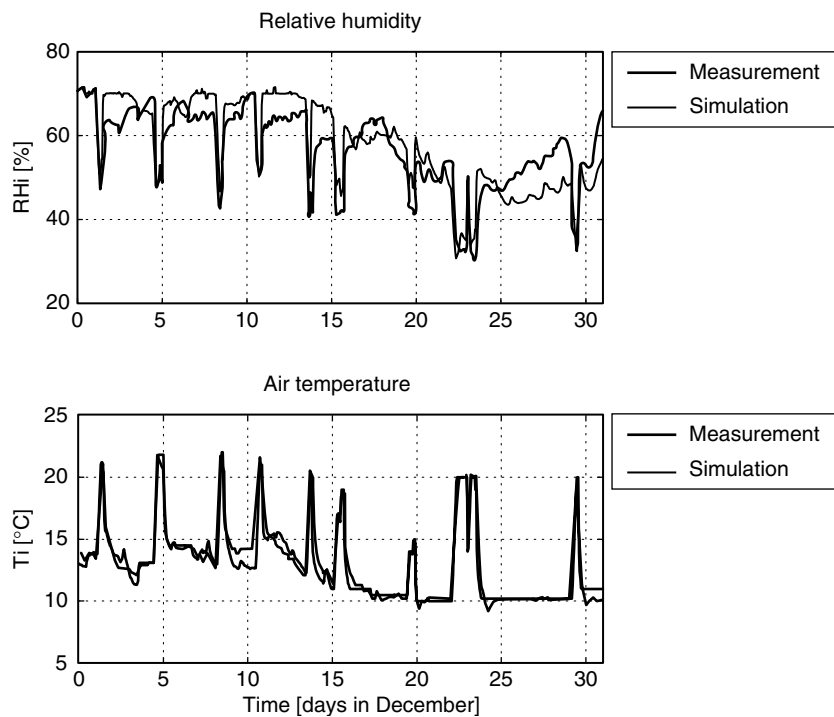 Relative humidity
80
60
40
20
RHi [%]
0 5 10 15 20 25 30
Measurement
Simulation
Air temperature
25
20
15
10
5
Ti [°C]
0 5 10 15 20 25 30
Time [days in December]
Measurement
Simulation